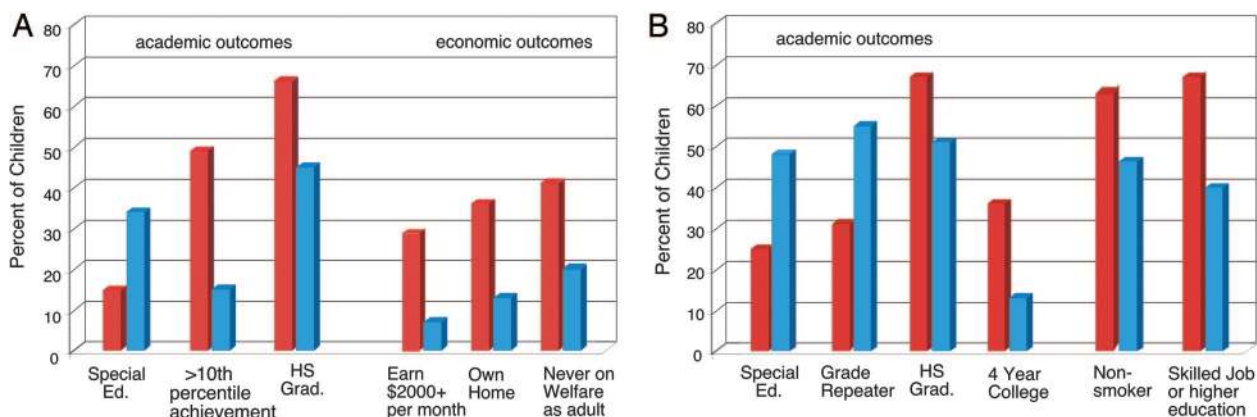 A
academic outcomes
economic outcomes
Percent of Children
80
70
60
50
40
30
20
10
0
Special
Ed.
>10th
percentile
achievement
HS
Grad.
Earn
$2000+
per month
Own
Home
Never on
Welfare
as adult
B
academic outcomes
Percent of Children
80
70
60
50
40
30
20
10
0
Special
Ed.
Grade
Repeater
HS
Grad.
4 Year
College
Non-
smoker
Skilled Job
or higher
education